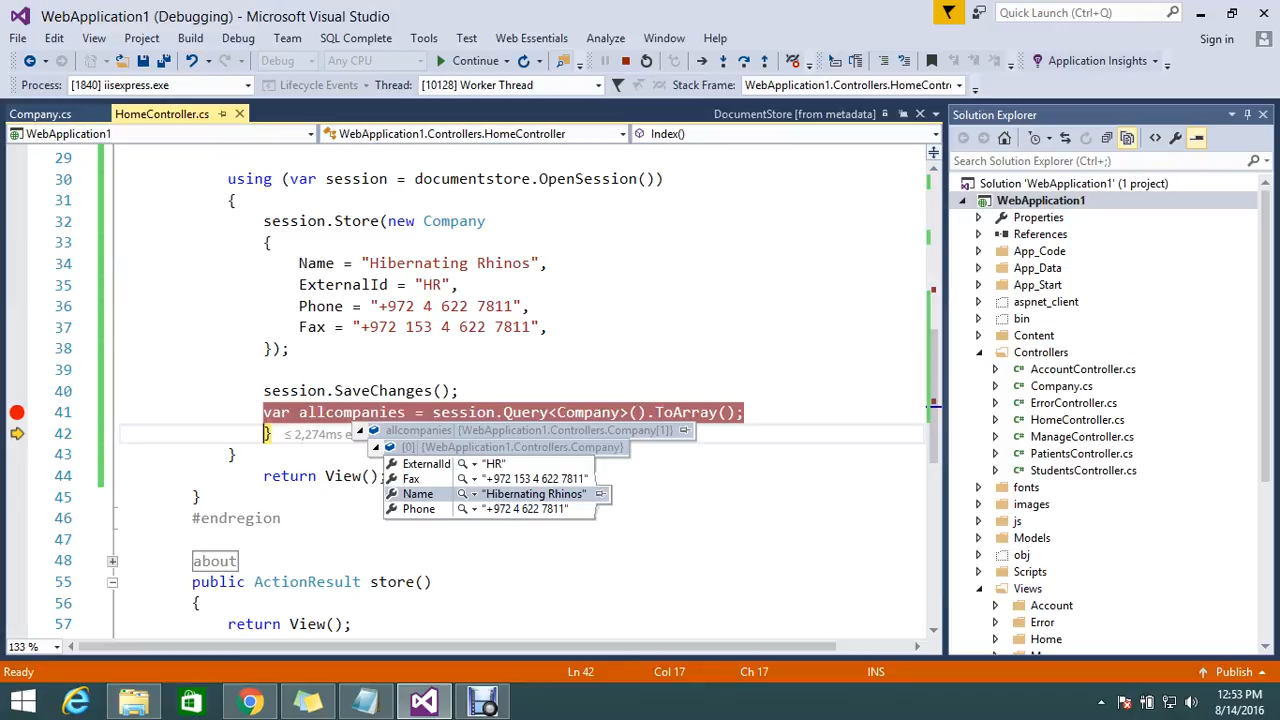 WebApplication1 (Debugging) - Microsoft Visual Studio
Quick Launch (Ctrl+Q)
File Edit View Project Build Debug Team SQL Complete Tools Test Web Essentials Analyze Window Help
Sign in
Debug Any CPU Continue Application Insights
Process: [1840] iisexpress.exe Lifecycle Events Thread: [10128] Worker Thread Stack Frame: WebApplication1.Controllers.HomeContr
Company.cs HomeController.cs DocumentStore [from metadata]
WebApplication1 WebApplication1.Controllers.HomeController Index()
29
30 using (var session = documentstore.OpenSession())
31 {
32 session.Store(new Company
33 {
34 Name = "Hibernating Rhinos",
35 ExternalId = "HR",
36 Phone = "+972 4 622 7811",
37 Fax = "+972 153 4 622 7811",
38 });
39
40 session.SaveChanges();
41 var allcompanies = session.Query<Company>().ToArray();
42 } ≤ 2,274ms e
allcompanies {WebApplication1.Controllers.Company[1]}
[0] {WebApplication1.Controllers.Company}
ExternalId "HR"
Fax "+972 153 4 622 7811"
Name "Hibernating Rhinos"
Phone "+972 4 622 7811"
43 }
44 return View();
45 }
46 #endregion
47
48 about
55 public ActionResult store()
56 {
57 return View();
133 %
Solution Explorer
Search Solution Explorer (Ctrl+;)
Solution 'WebApplication1' (1 project)
WebApplication1
Properties
References
App_Code
App_Data
App_Start
aspnet_client
bin
Content
Controllers
AccountController.cs
Company.cs
ErrorController.cs
HomeController.cs
ManageController.cs
PatientsController.cs
StudentsController.cs
fonts
images
js
Models
obj
Scripts
Views
Account
Error
Home
Ready Ln 42 Col 17 Ch 17 INS Publish
12:53 PM
8/14/2016